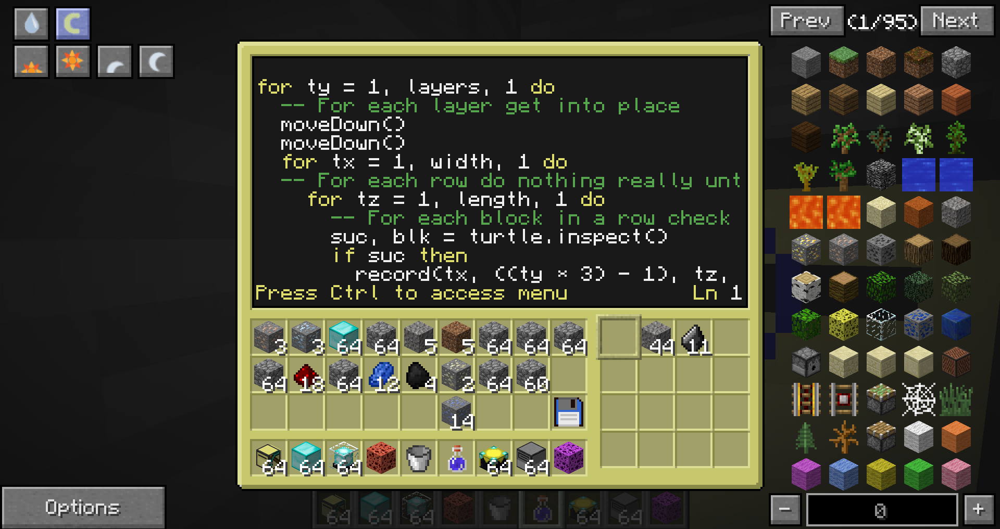 Prev (1/95) Next
for ty = 1, layers, 1 do
-- For each layer get into place
moveDown()
moveDown()
for tx = 1, width, 1 do
-- For each row do nothing really unt
for tz = 1, length, 1 do
-- For each block in a row check
suc, blk = turtle.inspect()
if suc then
record(tx, ((ty * 3) - 1), tz,
Press Ctrl to access menu Ln 1
3 3 64 64 5 5 64 64 64 44 11
64 18 64 12 4 2 64 60
14
64 64 64 64 64
Options
64 64 64 64 64
- 0 +